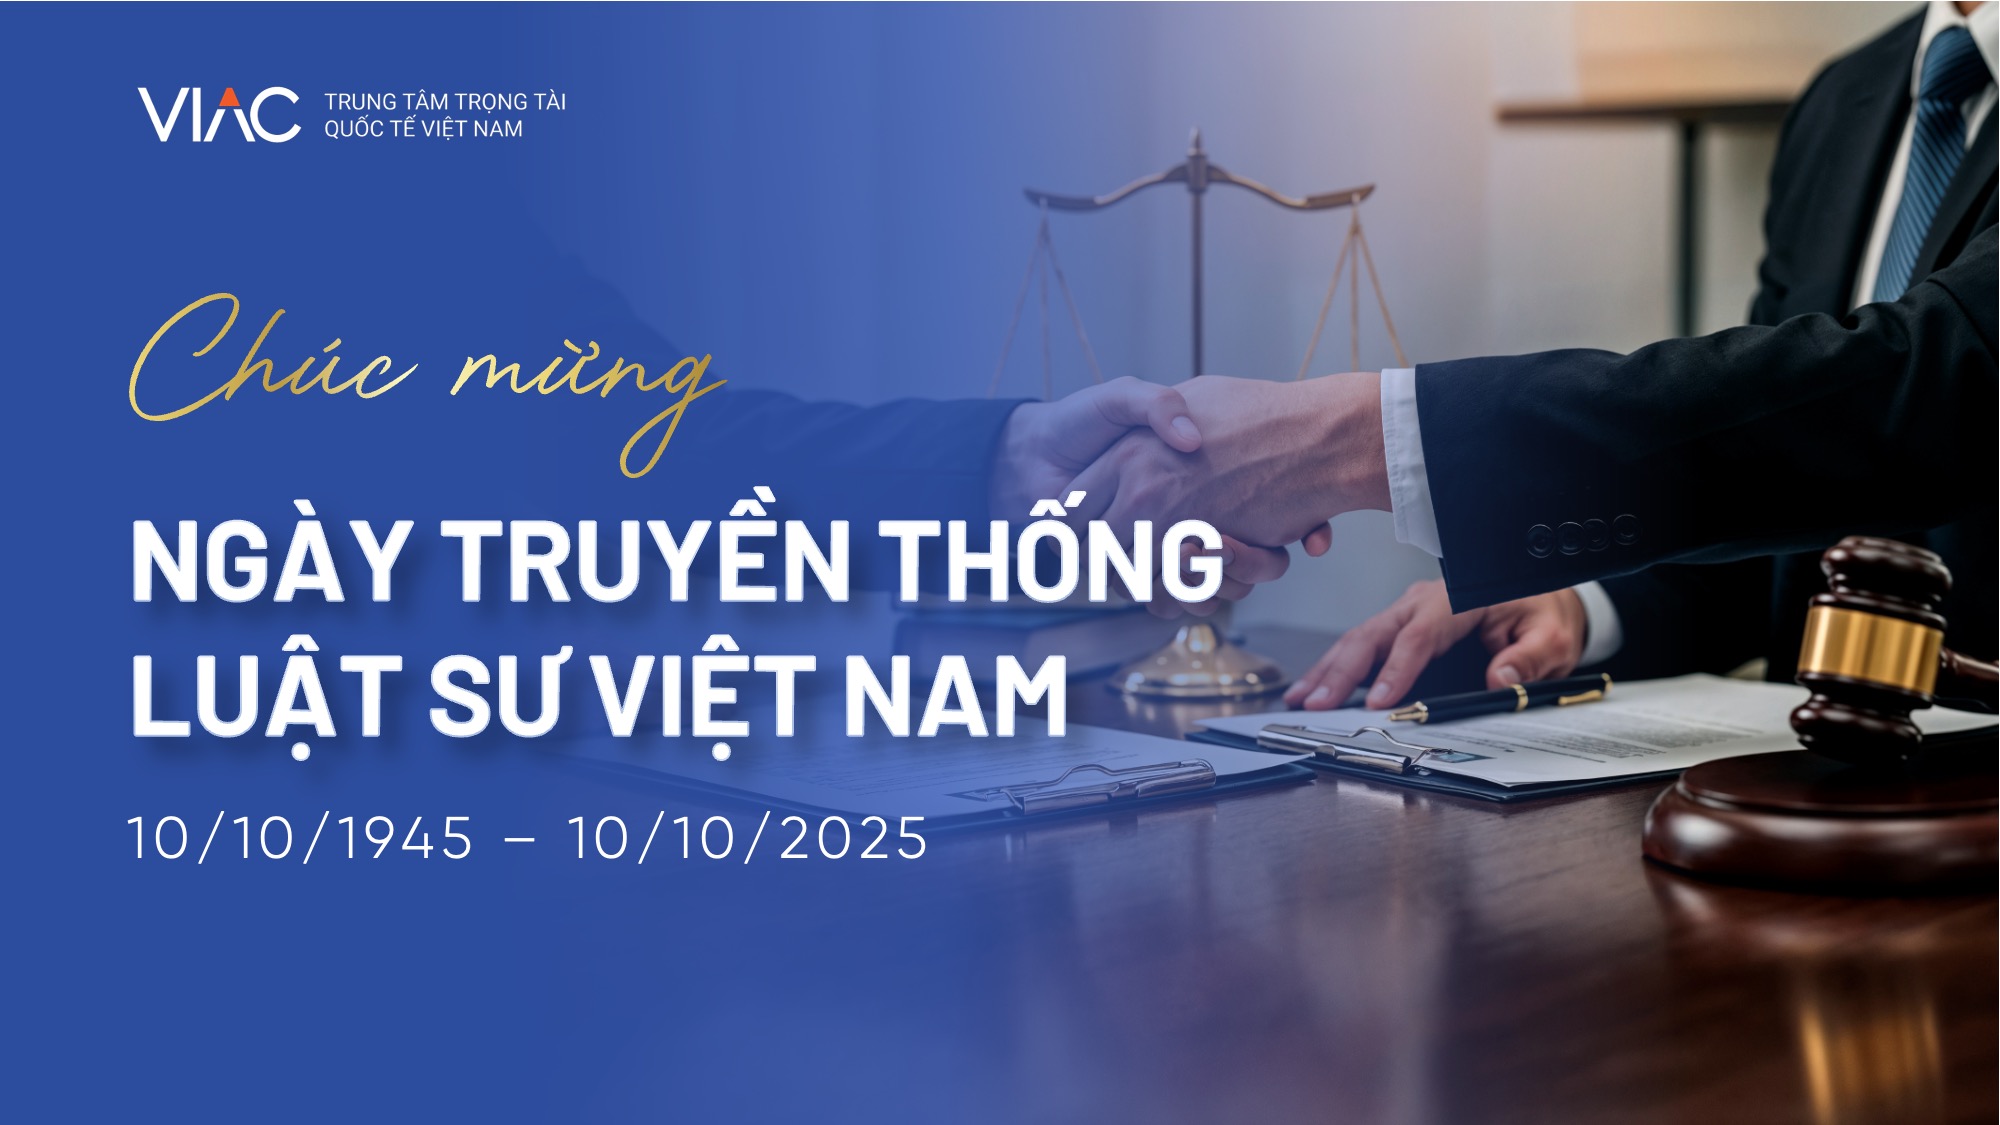 VIAC
TRUNG TÂM TRỌNG TÀI
QUỐC TẾ VIỆT NAM
Chúc mừng
NGÀY TRUYỀN THỐNG
LUẬT SƯ VIỆT NAM
10/10/1945 – 10/10/2025